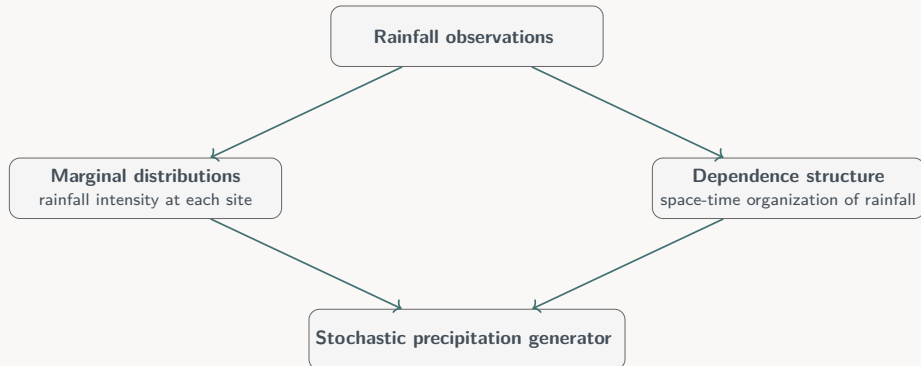 Rainfall observations
Marginal distributions
rainfall intensity at each site
Dependence structure
space-time organization of rainfall
Stochastic precipitation generator